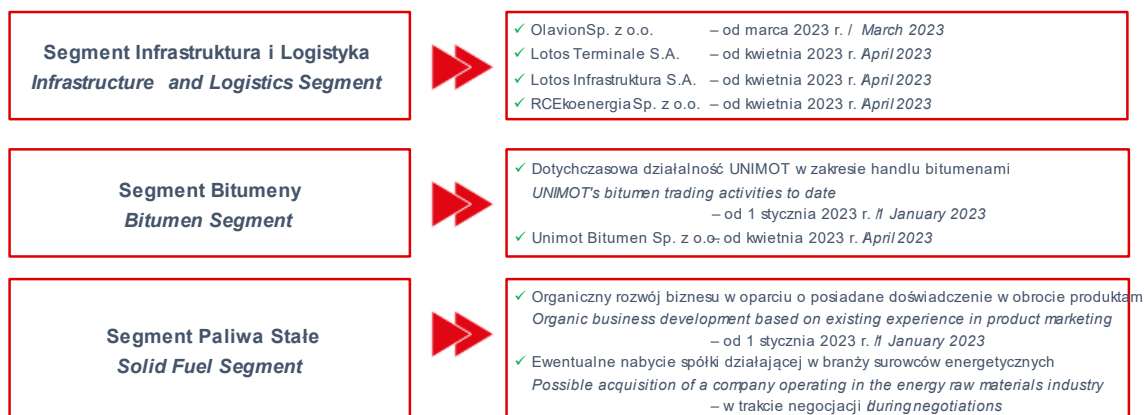 Segment Infrastruktura i Logistyka
Infrastructure and Logistics Segment
✓ OlavionSp. z o.o. – od marca 2023 r. / March 2023
✓ Lotos Terminale S.A. – od kwietnia 2023 r. /April 2023
✓ Lotos Infrastruktura S.A. – od kwietnia 2023 r. /April 2023
✓ RCEkoenergiaSp. z o.o. – od kwietnia 2023 r. /April 2023
Segment Bitumeny
Bitumen Segment
✓ Dotychczasowa działalność UNIMOT w zakresie handlu bitumenami
UNIMOT's bitumen trading activities to date
– od 1 stycznia 2023 r. /1 January 2023
✓ Unimot Bitumen Sp. z o.o. – od kwietnia 2023 r. /April 2023
Segment Paliwa Stałe
Solid Fuel Segment
✓ Organiczny rozwój biznesu w oparciu o posiadane doświadczenie w obrocie produktam
Organic business development based on existing experience in product marketing
– od 1 stycznia 2023 r. /1 January 2023
✓ Ewentualne nabycie spółki działającej w branży surowców energetycznych
Possible acquisition of a company operating in the energy raw materials industry
– w trakcie negocjacji /during negotiations